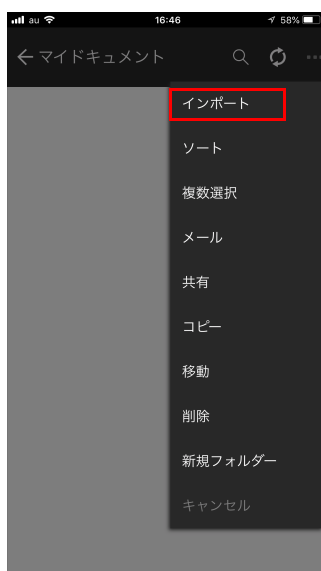 au 16:46 58%
マイドキュメント
インポート
ソート
複数選択
メール
共有
コピー
移動
削除
新規フォルダー
キャンセル